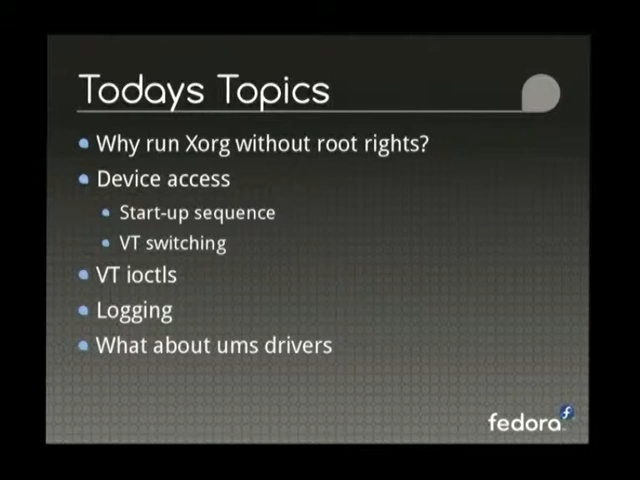 Todays Topics
Why run Xorg without root rights?
Device access
Start-up sequence
VT switching
VT ioctls
Logging
What about ums drivers
fedora